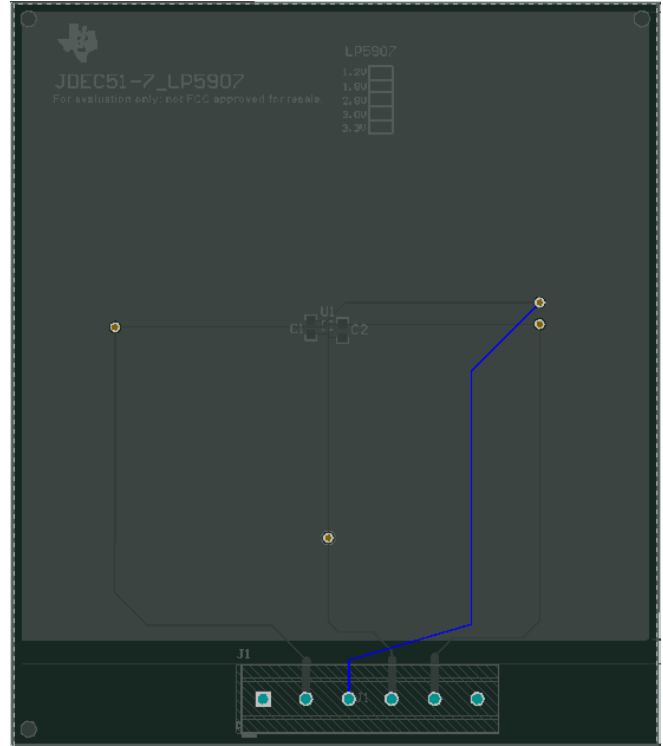 LP5907
1.2V
1.8V
2.8V
3.0V
3.3V
JDEC51-7_LP5907
For evaluation only; not FCC approved for resale.
U1
C1
C2
J1
J1